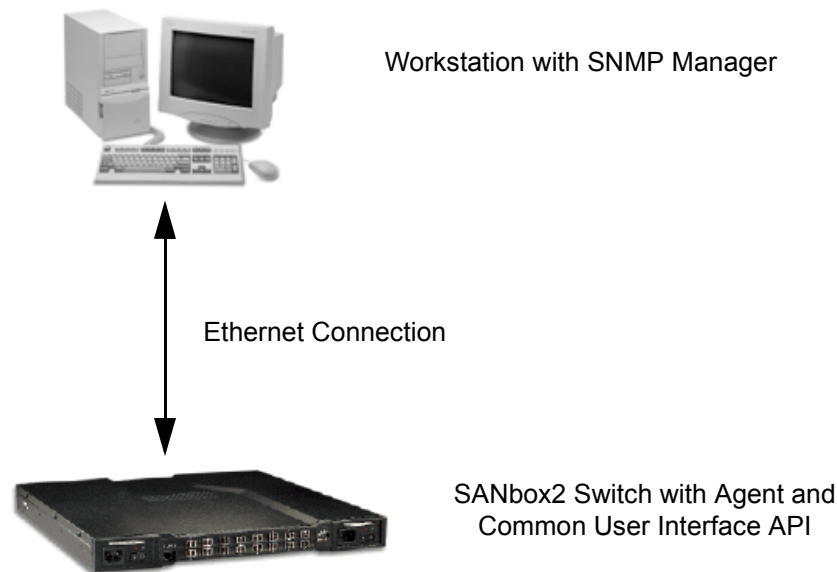 Workstation with SNMP Manager
Ethernet Connection
SANbox2 Switch with Agent and
Common User Interface API